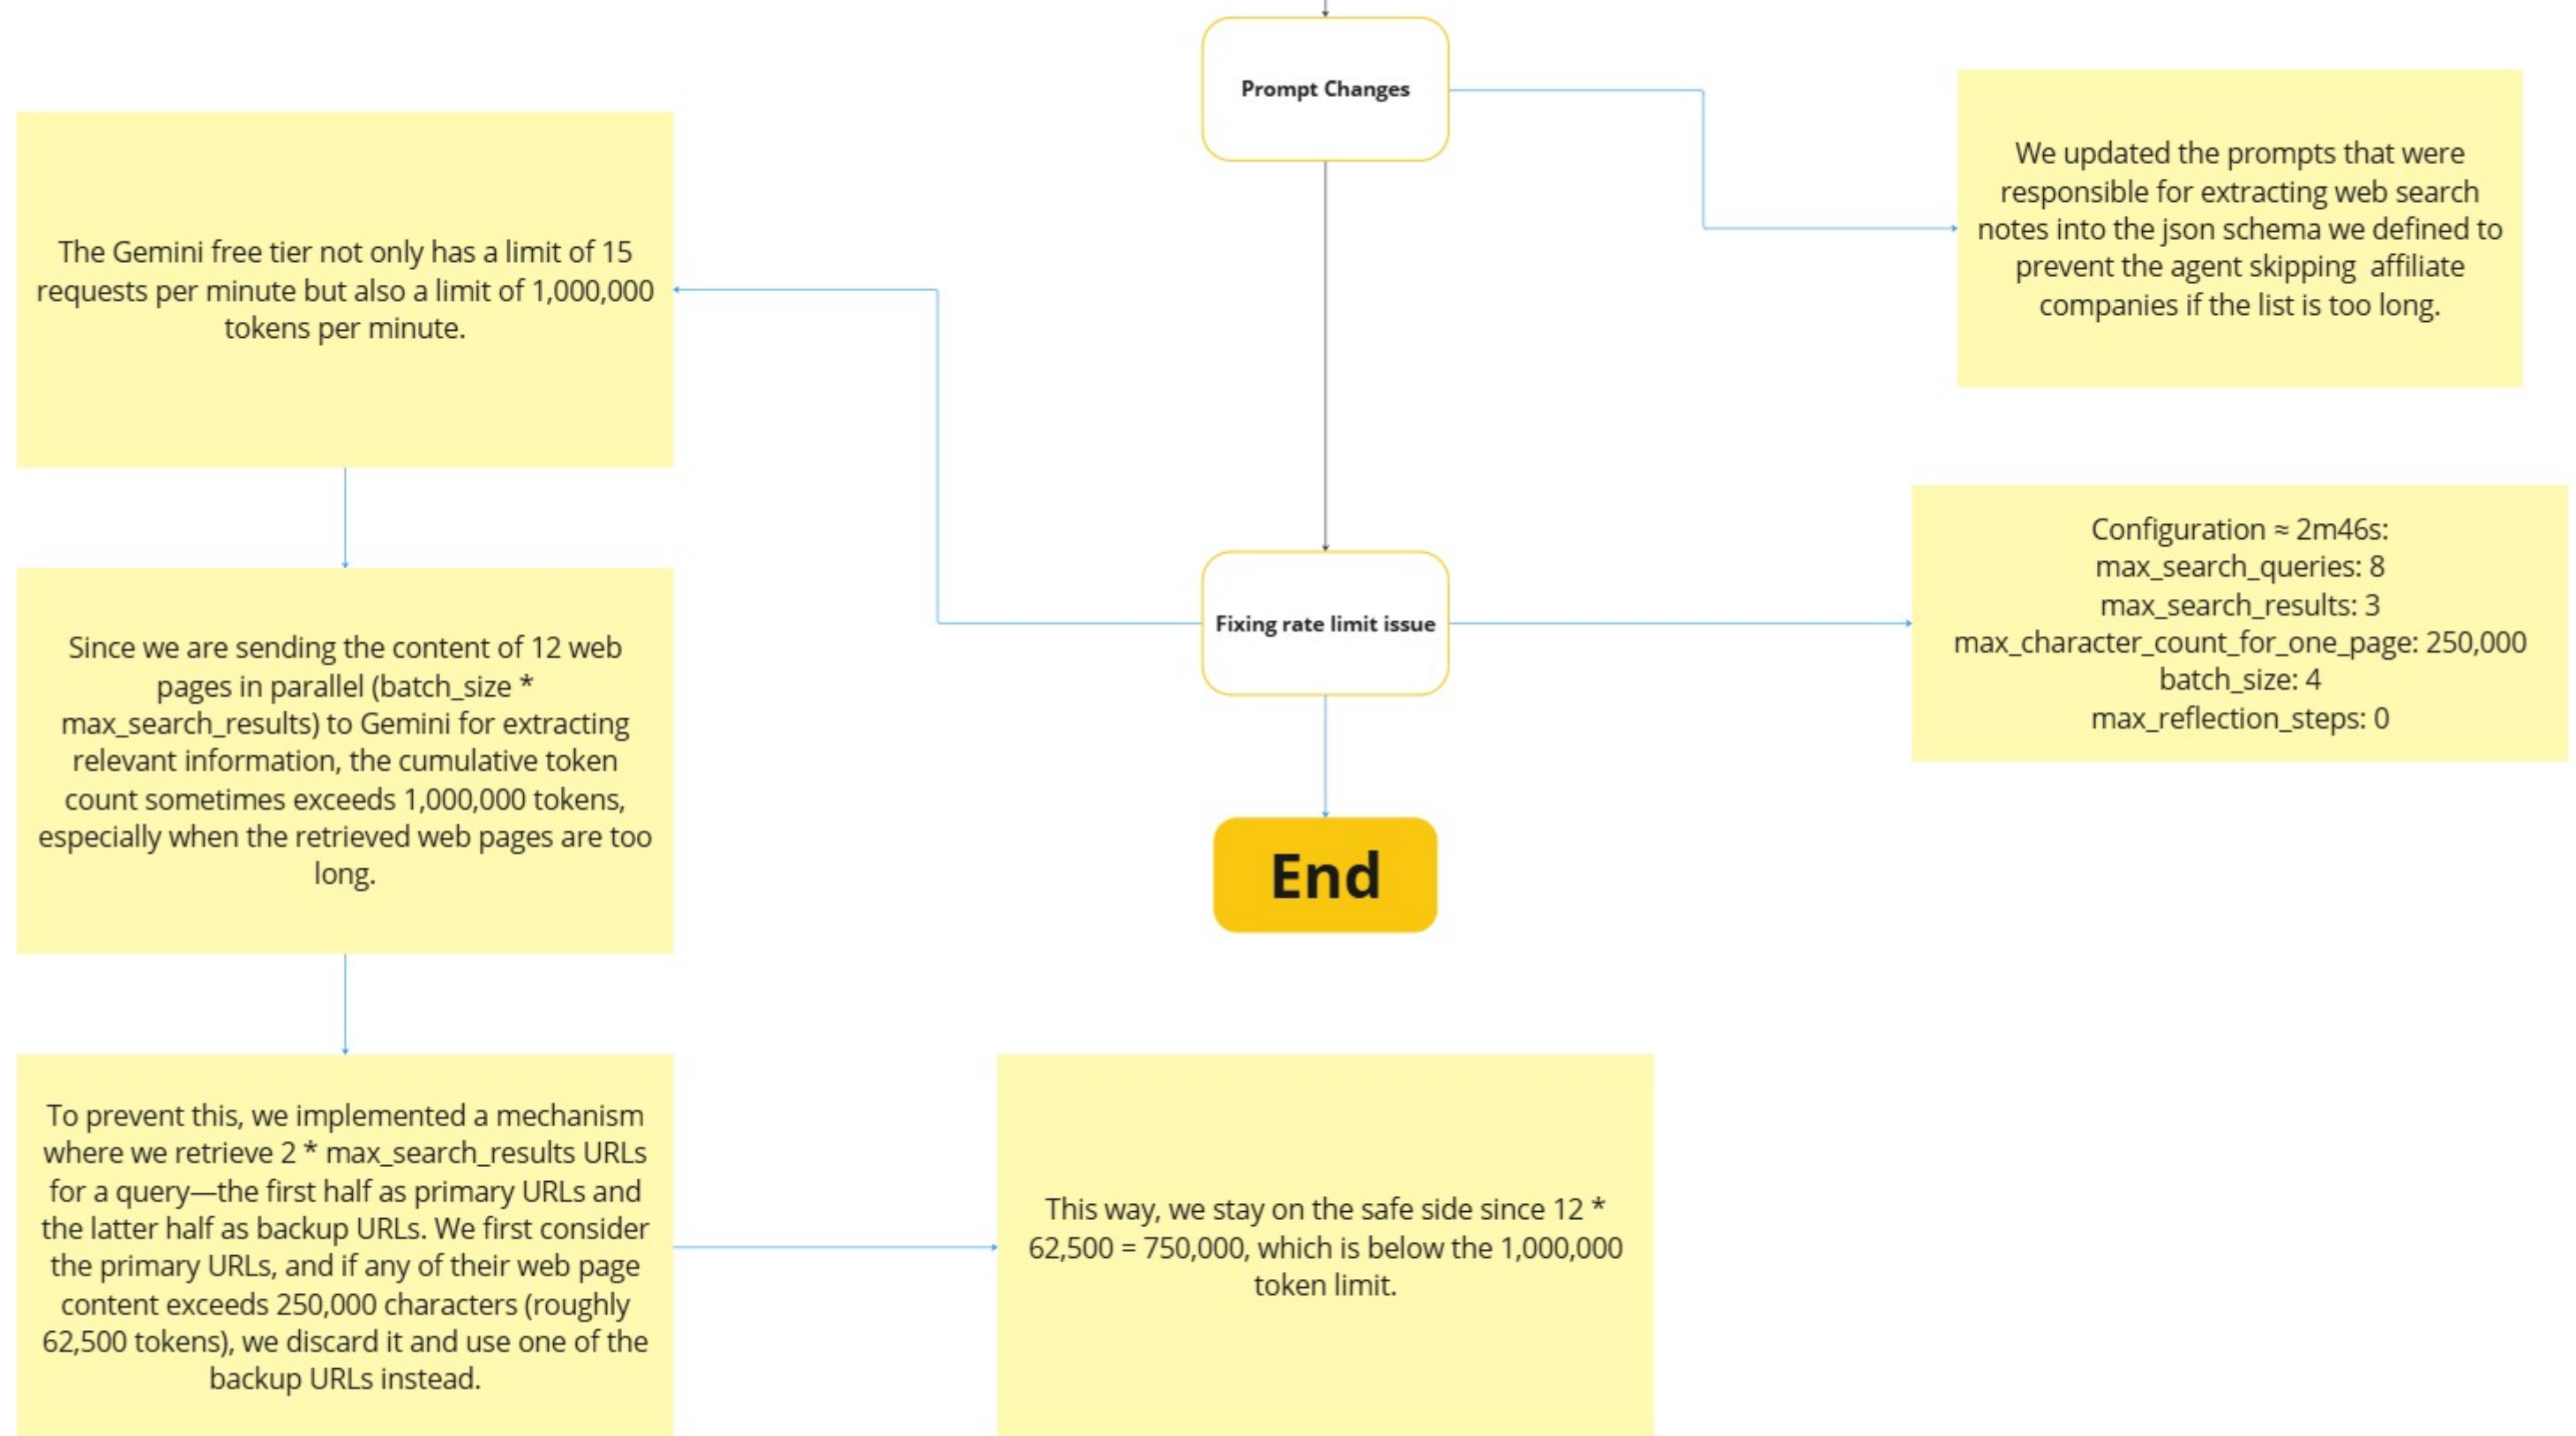 Prompt Changes
We updated the prompts that were
responsible for extracting web search
notes into the json schema we defined to
prevent the agent skipping  affiliate
companies if the list is too long.
The Gemini free tier not only has a limit of 15
requests per minute but also a limit of 1,000,000
tokens per minute.
Fixing rate limit issue
Configuration ≈ 2m46s:
max_search_queries: 8
max_search_results: 3
max_character_count_for_one_page: 250,000
batch_size: 4
max_reflection_steps: 0
Since we are sending the content of 12 web
pages in parallel (batch_size *
max_search_results) to Gemini for extracting
relevant information, the cumulative token
count sometimes exceeds 1,000,000 tokens,
especially when the retrieved web pages are too
long.
End
To prevent this, we implemented a mechanism
where we retrieve 2 * max_search_results URLs
for a query—the first half as primary URLs and
the latter half as backup URLs. We first consider
the primary URLs, and if any of their web page
content exceeds 250,000 characters (roughly
62,500 tokens), we discard it and use one of the
backup URLs instead.
This way, we stay on the safe side since 12 *
62,500 = 750,000, which is below the 1,000,000
token limit.